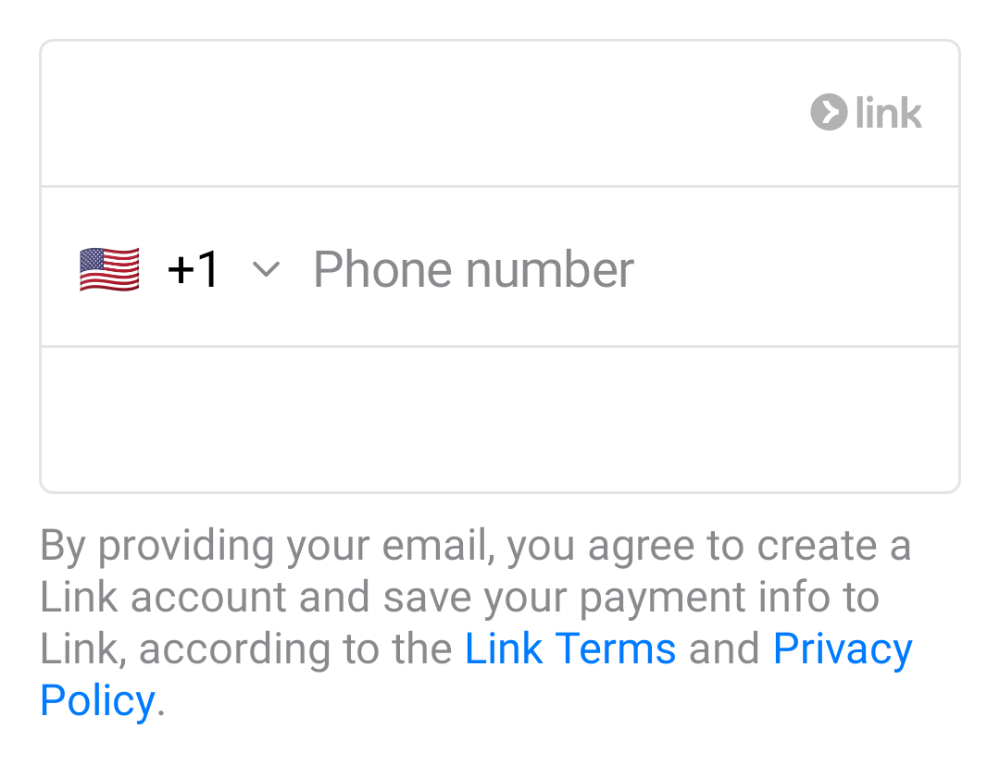 link
+1 Phone number
By providing your email, you agree to create a
Link account and save your payment info to
Link, according to the Link Terms and Privacy
Policy.